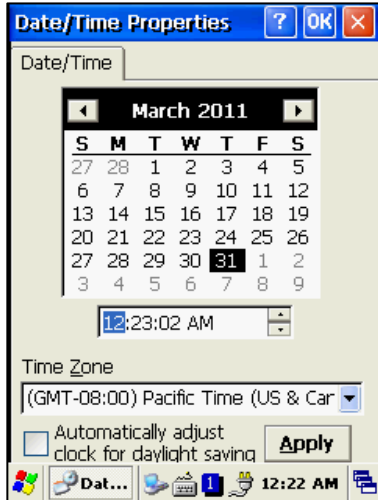 Date/Time Properties ? OK ×
Date/Time
March 2011
S M T W T F S
27 28 1 2 3 4 5
6 7 8 9 10 11 12
13 14 15 16 17 18 19
20 21 22 23 24 25 26
27 28 29 30 31 1 2
3 4 5 6 7 8 9
12:23:02 AM
Time Zone
(GMT-08:00) Pacific Time (US & Car
Automatically adjust
clock for daylight saving
Apply
Dat... 1 12:22 AM